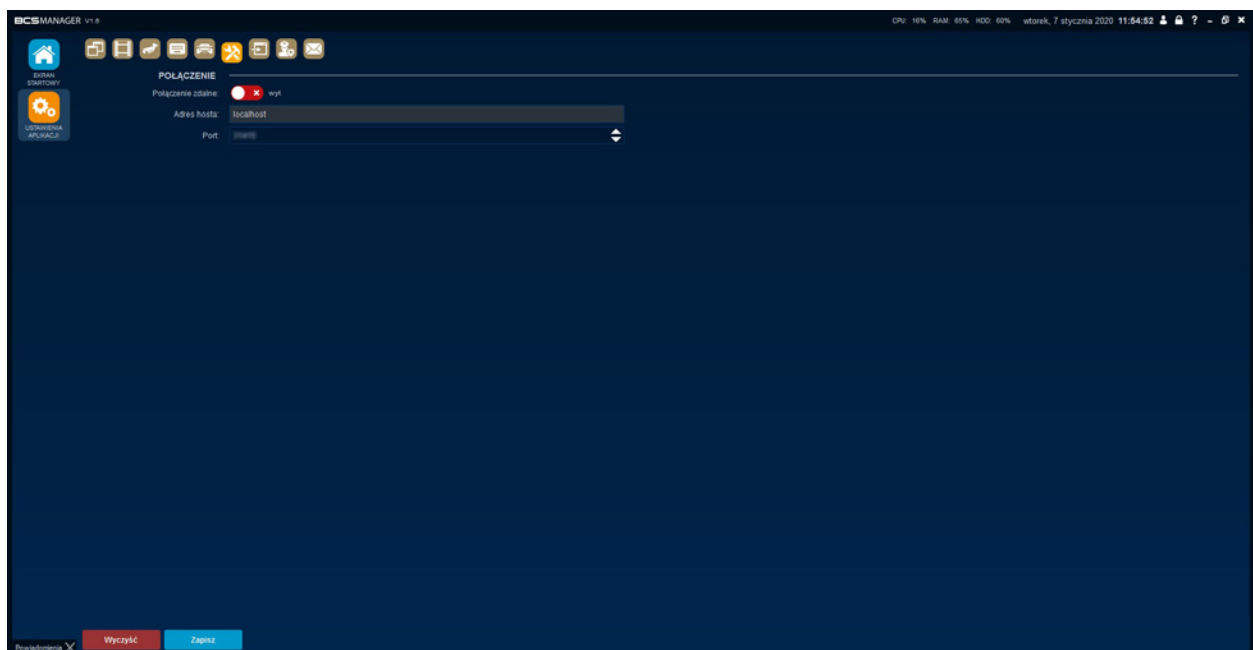 BCSMANAGER V1.6
CPU: 16% RAM: 65% HDD: 60% wtorek, 7 stycznia 2020 11:54:52
EKRAN
STARTOWY
USTAWIENIA
APLIKACJI
POŁĄCZENIE
Połączenie zdalne: wył.
Adres hosta: localhost
Port:
Wyczyść Zapisz
Powiadomienia